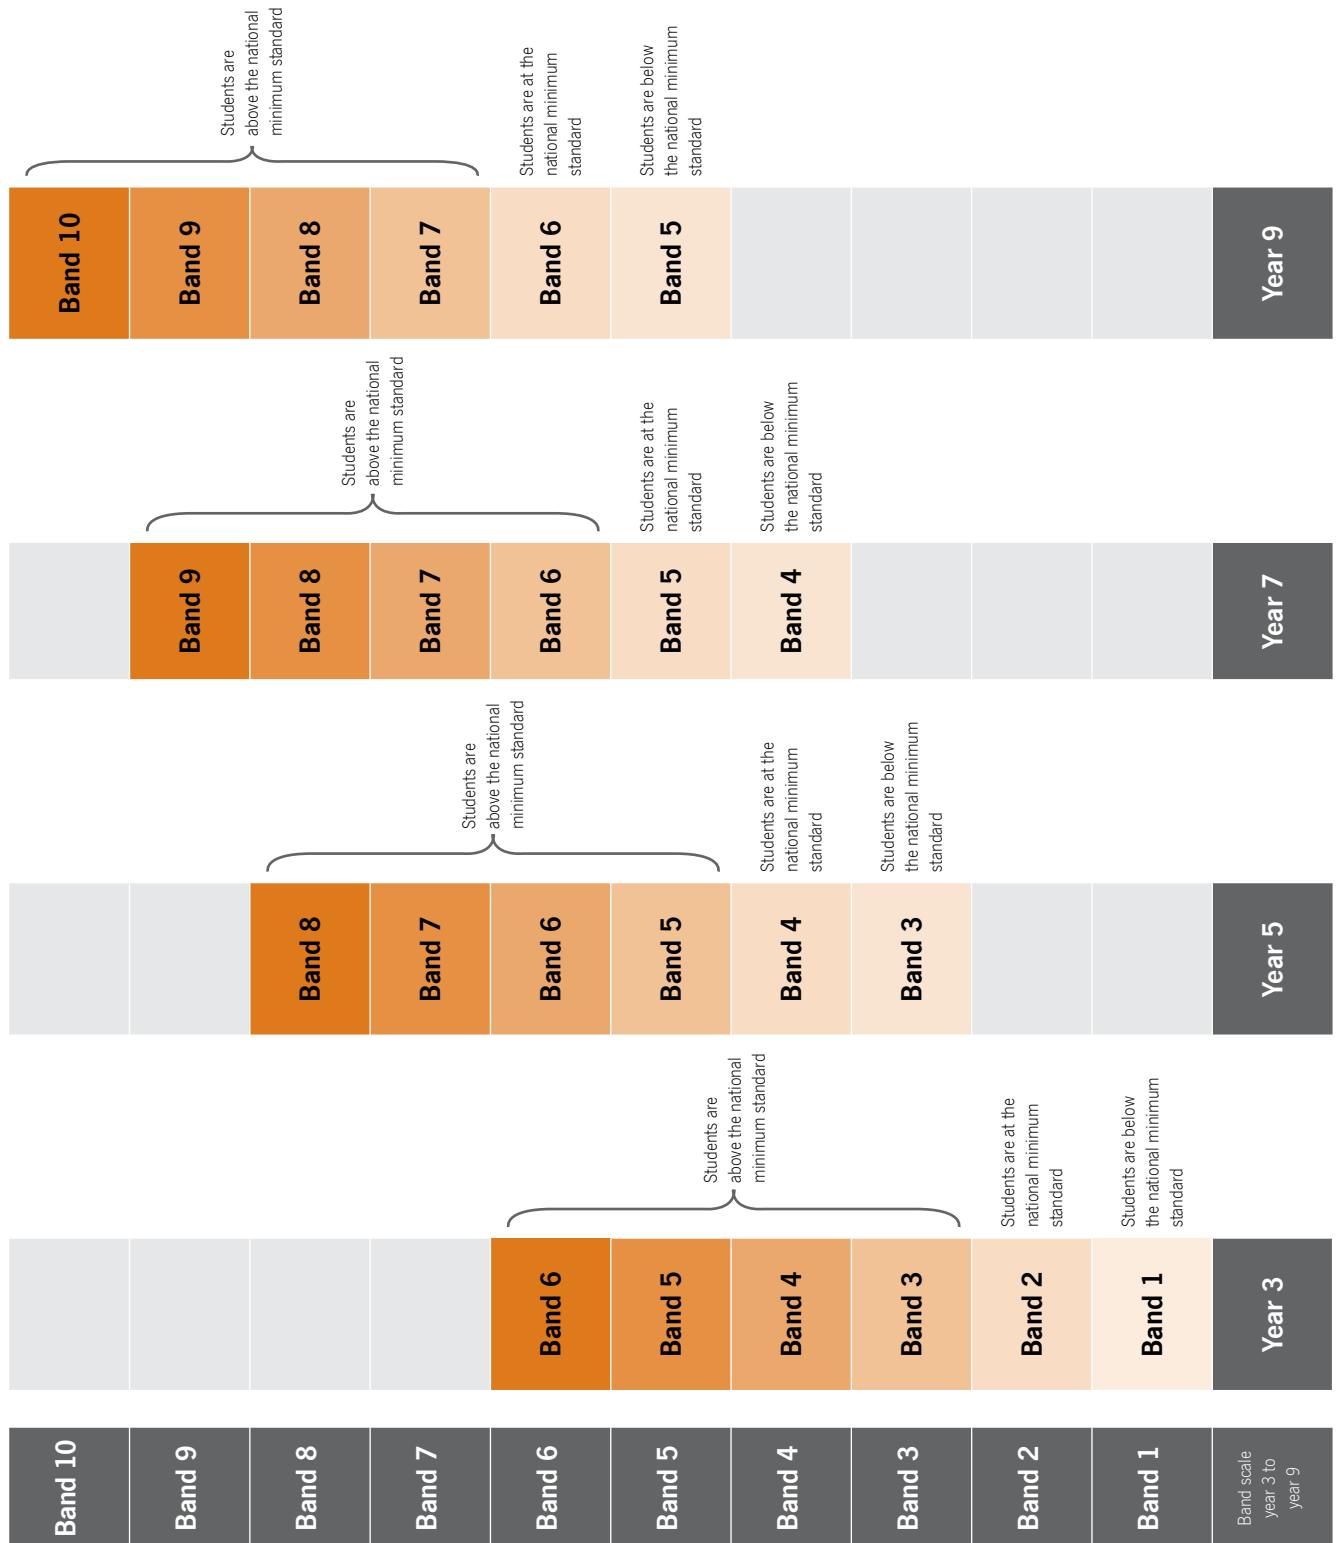 Band 10
Band 9
Band 8
Band 7
Band 6
Band 5
Band 4
Band 3
Band 2
Band 1
Band scale
year 3 to
year 9
Band 6
Band 5
Band 4
Band 3
Band 2
Band 1
Year 3
Students are
above the national
minimum standard
Students are at the
national minimum
standard
Students are below
the national minimum
standard
Band 8
Band 7
Band 6
Band 5
Band 4
Band 3
Year 5
Students are
above the national
minimum standard
Students are at the
national minimum
standard
Students are below
the national minimum
standard
Band 9
Band 8
Band 7
Band 6
Band 5
Band 4
Year 7
Students are
above the national
minimum standard
Students are at the
national minimum
standard
Students are below
the national minimum
standard
Band 10
Band 9
Band 8
Band 7
Band 6
Band 5
Year 9
Students are
above the national
minimum standard
Students are at the
national minimum
standard
Students are below
the national minimum
standard